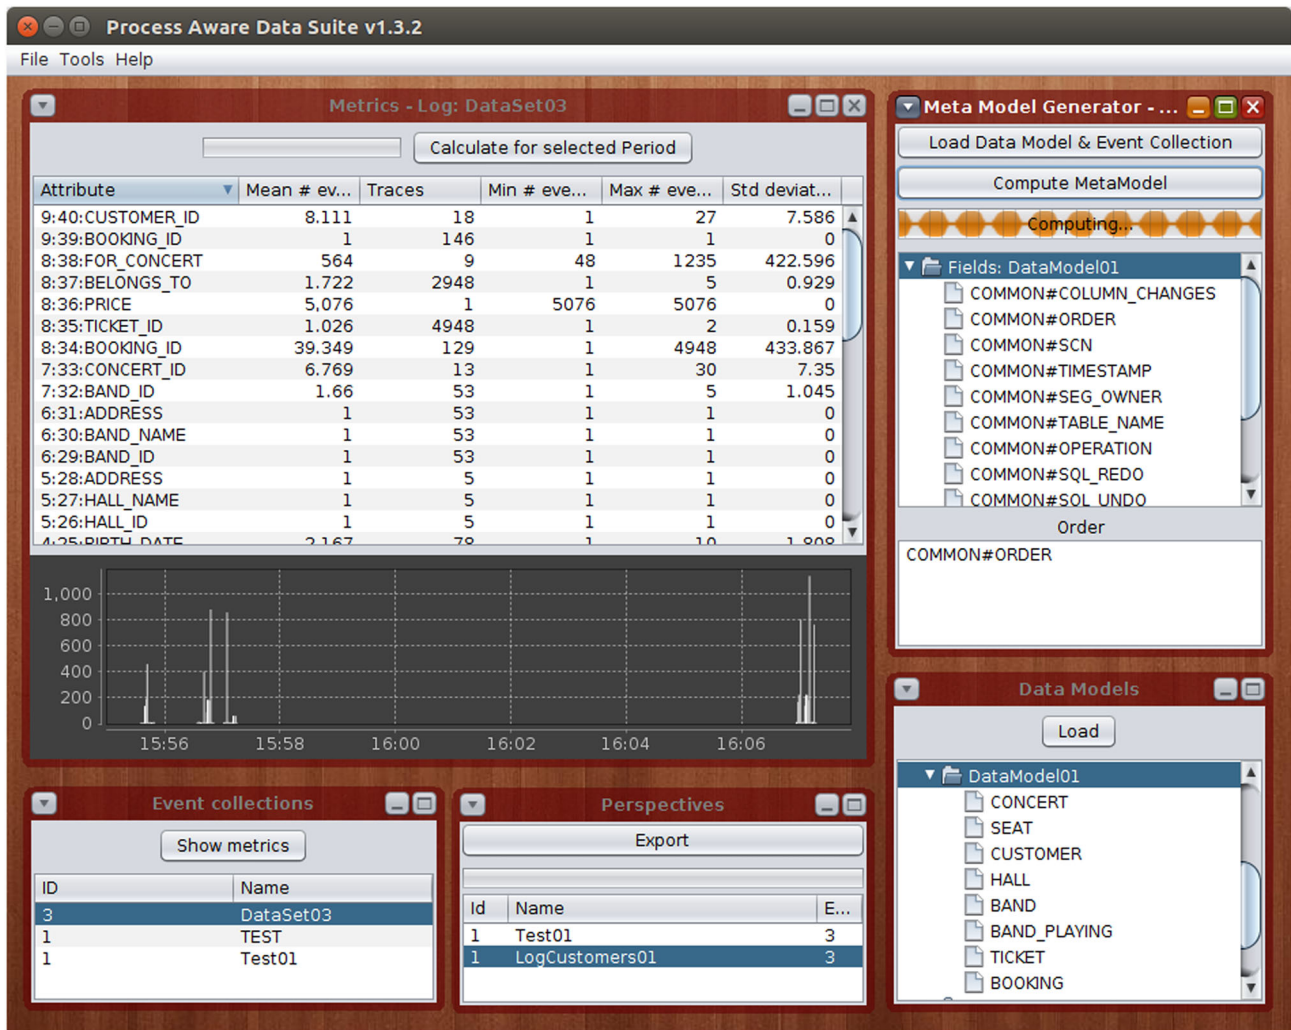 Process Aware Data Suite v1.3.2
File Tools Help
Metrics - Log: DataSet03
Calculate for selected Period
Attribute Mean # ev... Traces Min # eve... Max # eve... Std deviat...
9:40:CUSTOMER_ID 8.111 18 1 27 7.586
9:39:BOOKING_ID 1 146 1 1 0
8:38:FOR_CONCERT 564 9 48 1235 422.596
8:37:BELONGS_TO 1.722 2948 1 5 0.929
8:36:PRICE 5,076 1 5076 5076 0
8:35:TICKET_ID 1.026 4948 1 2 0.159
8:34:BOOKING_ID 39.349 129 1 4948 433.867
7:33:CONCERT_ID 6.769 13 1 30 7.35
7:32:BAND_ID 1.66 53 1 5 1.045
6:31:ADDRESS 1 53 1 1 0
6:30:BAND_NAME 1 53 1 1 0
6:29:BAND_ID 1 53 1 1 0
5:28:ADDRESS 1 5 1 1 0
5:27:HALL_NAME 1 5 1 1 0
5:26:HALL_ID 1 5 1 1 0
4:25:BIRTH_DATE 2.167 78 1 10 1.808
1,000
800
600
400
200
0
15:56 15:58 16:00 16:02 16:04 16:06
Meta Model Generator - ...
Load Data Model & Event Collection
Compute MetaModel
Computing...
Fields: DataModel01
COMMON#COLUMN_CHANGES
COMMON#ORDER
COMMON#SCN
COMMON#TIMESTAMP
COMMON#SEG_OWNER
COMMON#TABLE_NAME
COMMON#OPERATION
COMMON#SQL_REDO
COMMON#SQL_UNDO
Order
COMMON#ORDER
Event collections
Show metrics
ID Name
3 DataSet03
1 TEST
1 Test01
Perspectives
Export
Id Name E...
1 Test01 3
1 LogCustomers01 3
Data Models
Load
DataModel01
CONCERT
SEAT
CUSTOMER
HALL
BAND
BAND_PLAYING
TICKET
BOOKING